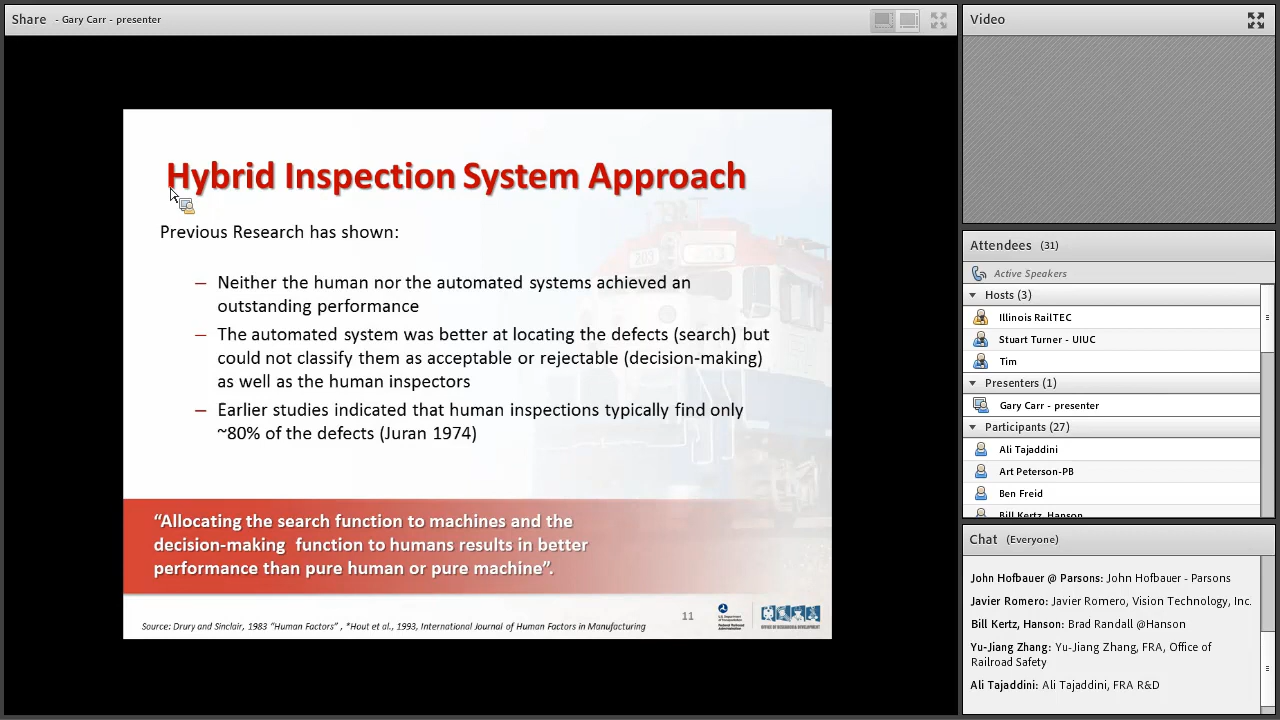 Share - Gary Carr - presenter
Hybrid Inspection System Approach
Previous Research has shown:
– Neither the human nor the automated systems achieved an
outstanding performance
– The automated system was better at locating the defects (search) but
could not classify them as acceptable or rejectable (decision-making)
as well as the human inspectors
– Earlier studies indicated that human inspections typically find only
~80% of the defects (Juran 1974)
“Allocating the search function to machines and the
decision-making function to humans results in better
performance than pure human or pure machine”.
Source: Drury and Sinclair, 1983 “Human Factors” , *Hout et al., 1993, International Journal of Human Factors in Manufacturing
11
Video
Attendees (31)
Active Speakers
Hosts (3)
Illinois RailTEC
Stuart Turner - UIUC
Tim
Presenters (1)
Gary Carr - presenter
Participants (27)
Ali Tajaddini
Art Peterson-PB
Ben Freid
Bill Kertz, Hanson
Chat (Everyone)
John Hofbauer @ Parsons: John Hofbauer - Parsons
Javier Romero: Javier Romero, Vision Technology, Inc.
Bill Kertz, Hanson: Brad Randall @Hanson
Yu-Jiang Zhang: Yu-Jiang Zhang, FRA, Office of
Railroad Safety
Ali Tajaddini: Ali Tajaddini, FRA R&D